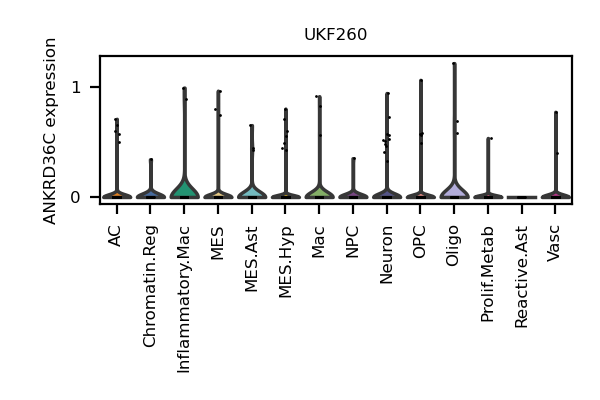 UKF260
ANKRD36C expression
1
0
AC
Chromatin.Reg
Inflammatory.Mac
MES
MES.Ast
MES.Hyp
Mac
NPC
Neuron
OPC
Oligo
Prolif.Metab
Reactive.Ast
Vasc